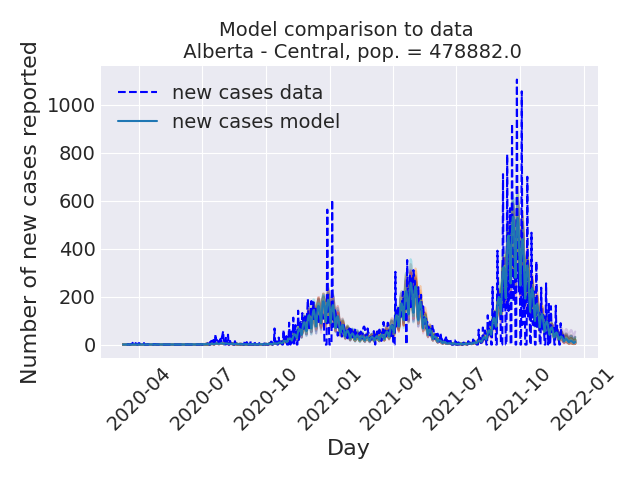 Model comparison to data
Alberta - Central, pop. = 478882.0
Number of new cases reported
1000
800
600
400
200
0
new cases data
new cases model
2020-04
2020-07
2020-10
2021-01
2021-04
2021-07
2021-10
2022-01
Day